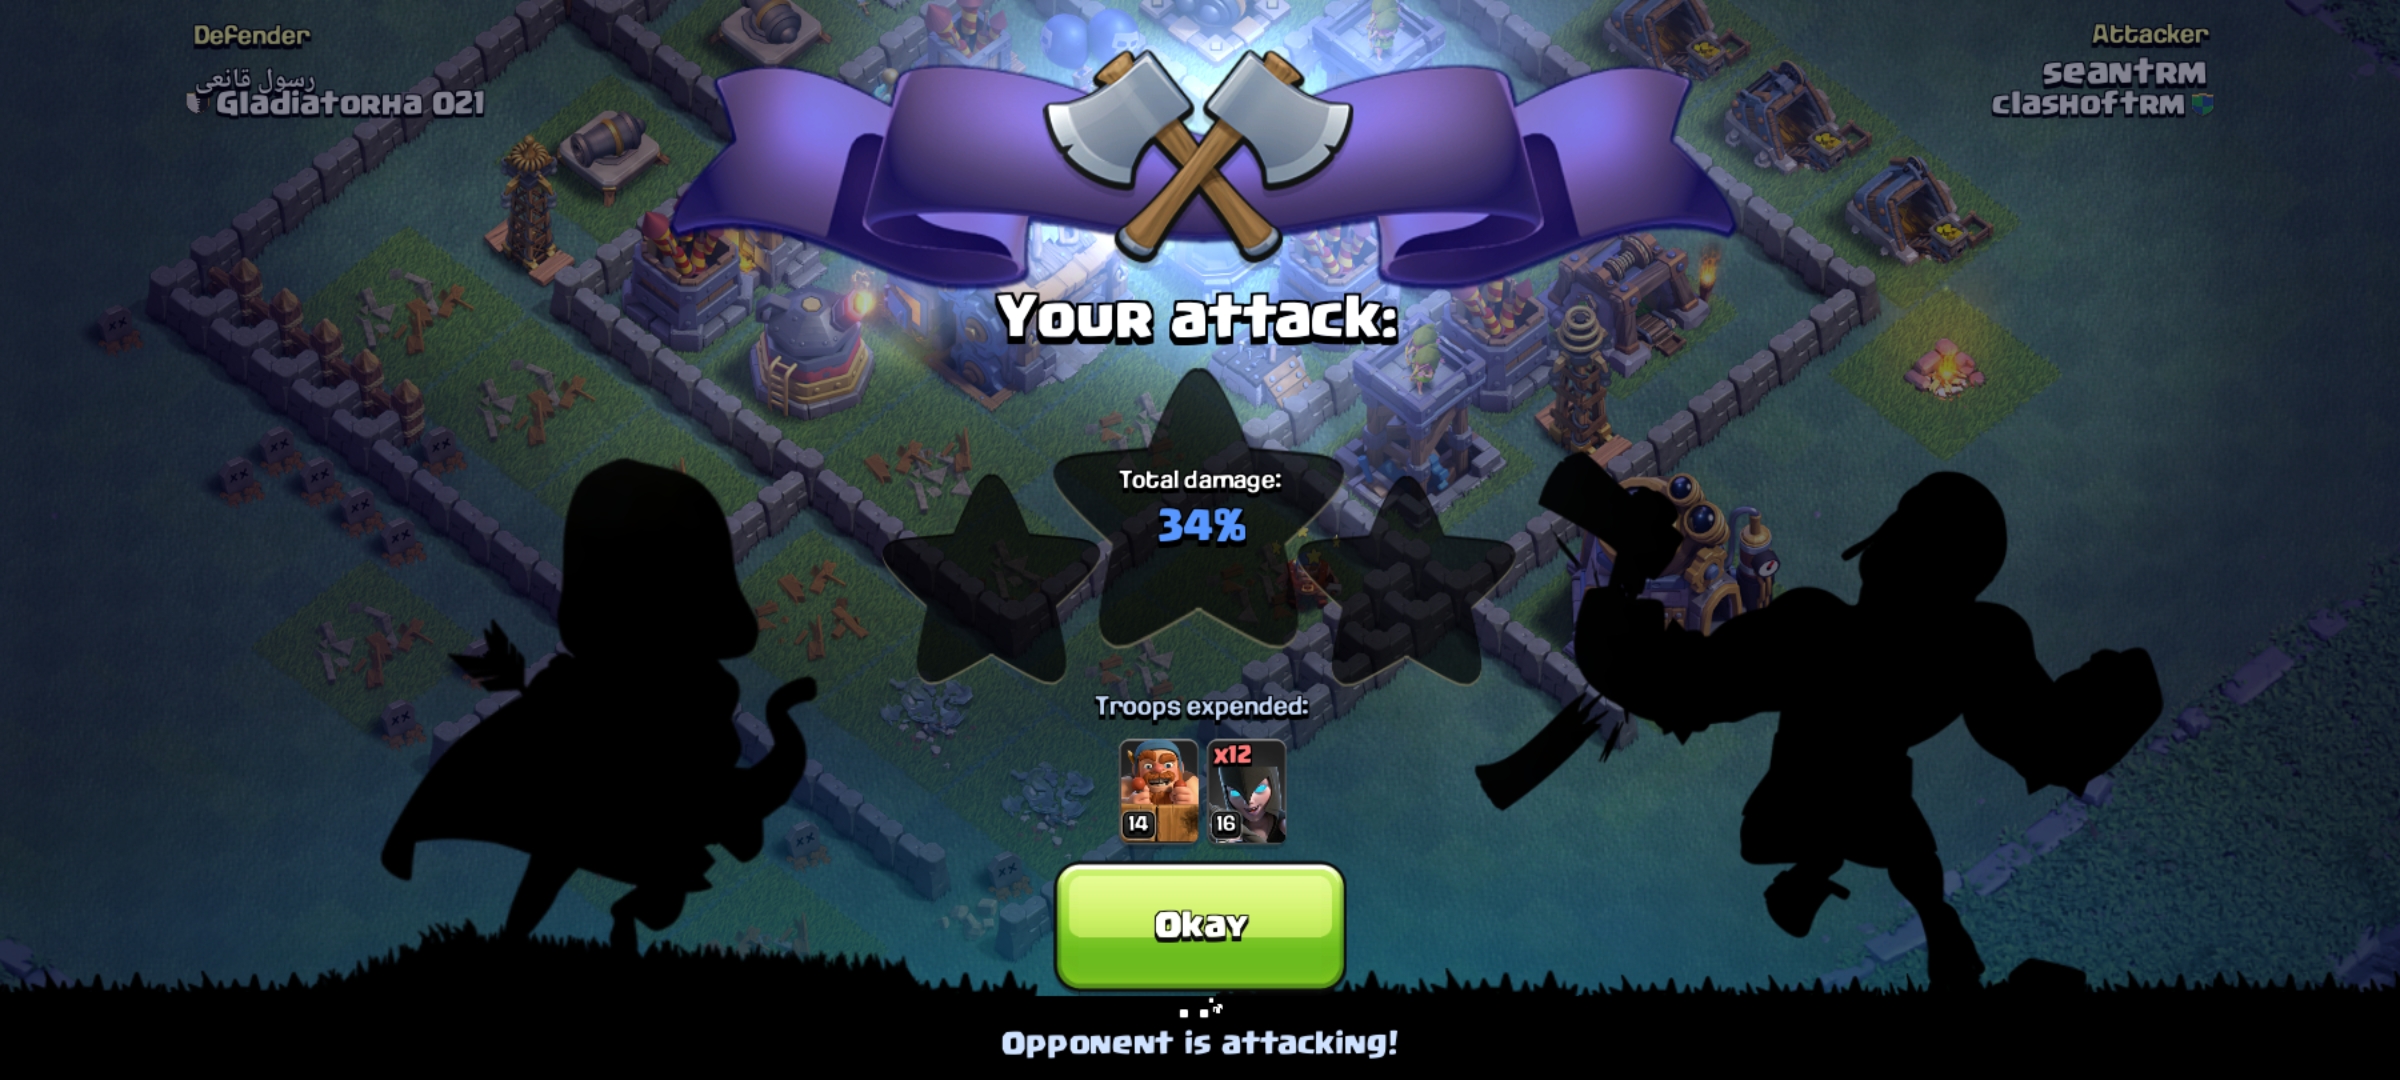 Defender
رسول قانعی
Gladiatorha 021
Attacker
seantrm
clashoftrm
Your attack:
Total damage:
34%
Troops expended:
14
x12
16
Okay
Opponent is attacking!